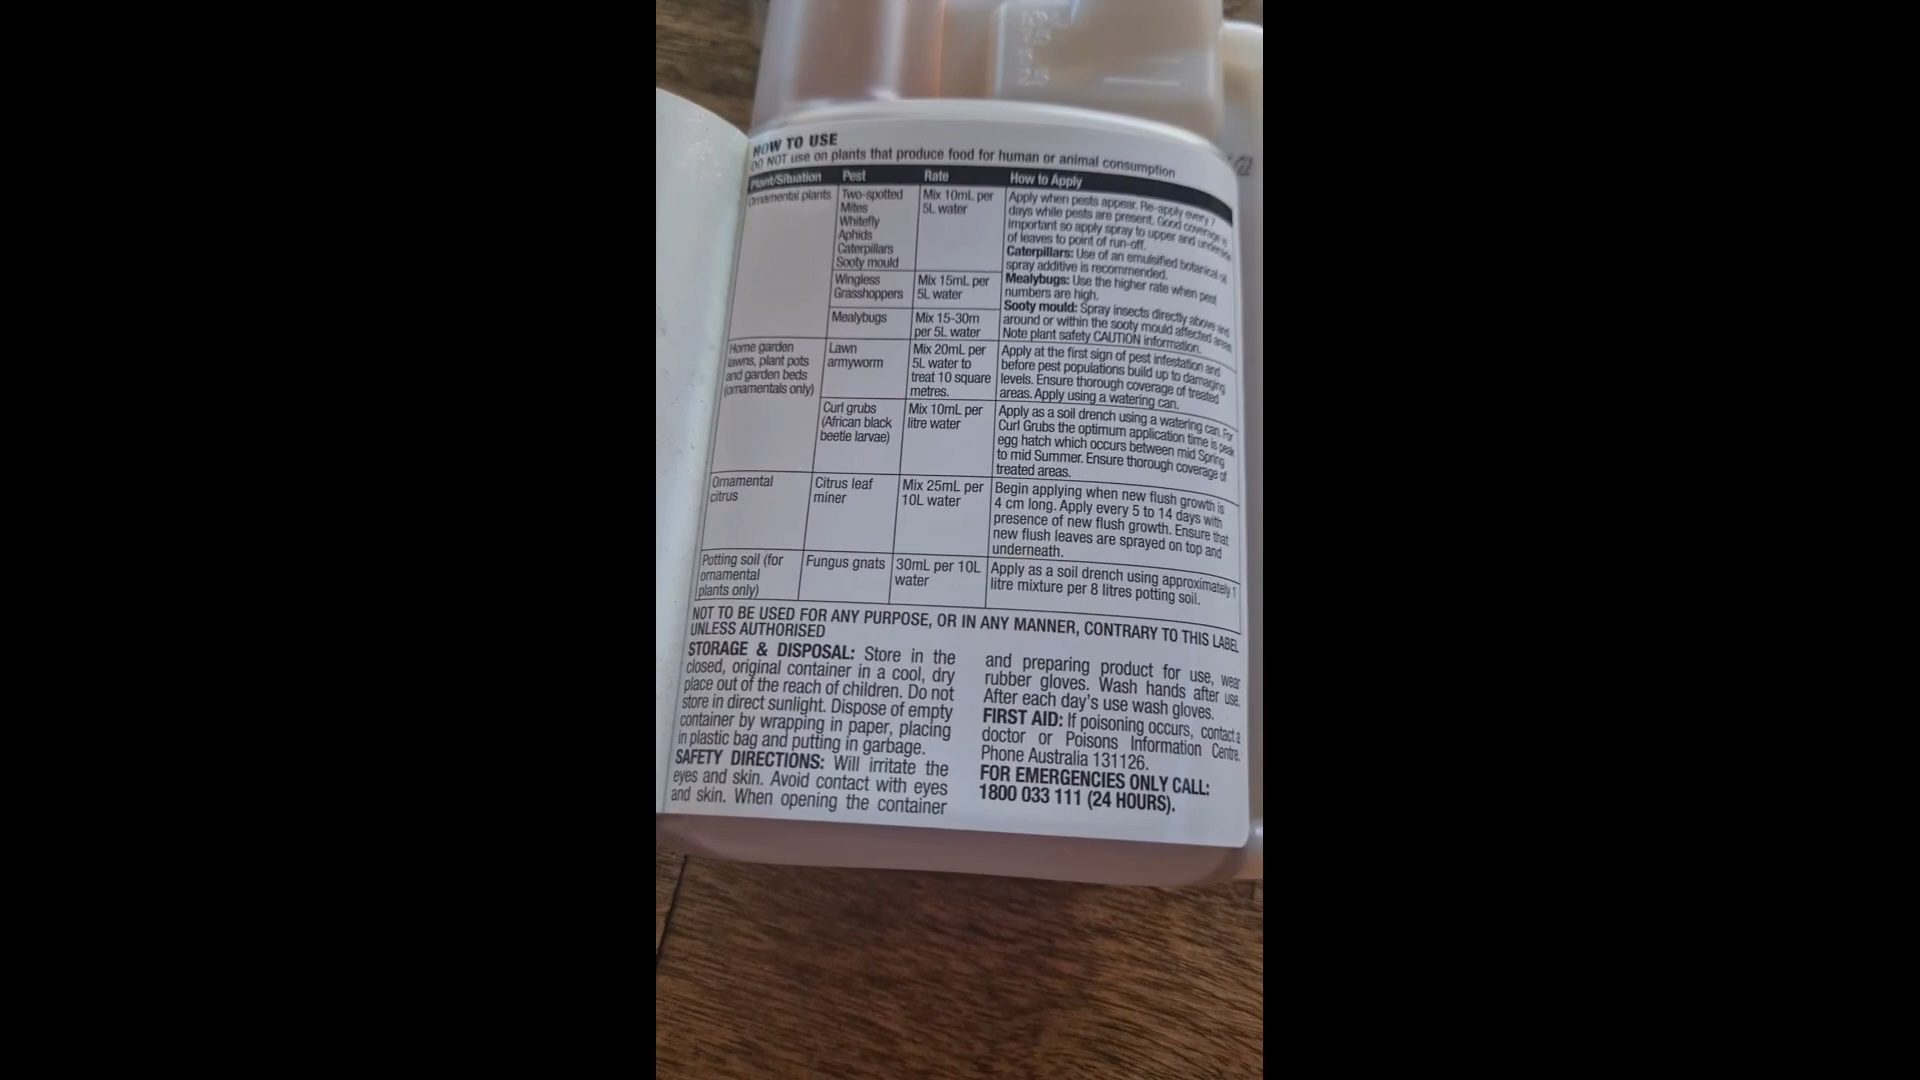 10mL
7.5
5
2.5
HOW TO USE
DO NOT use on plants that produce food for human or animal consumption
Plant/Situation Pest Rate How to Apply
Ornamental plants
Two-spotted
Mites
Whitefly
Aphids
Caterpillars
Sooty mould
Mix 10mL per
5L water
Apply when pests appear. Re-apply every 7
days while pests are present. Good coverage is
important so apply spray to upper and underside
of leaves to point of run-off.
Caterpillars: Use of an emulsified botanical oil
spray additive is recommended.
Mealybugs: Use the higher rate when pest
numbers are high.
Sooty mould: Spray insects directly above and
around or within the sooty mould affected areas
Note plant safety CAUTION information.
Wingless
Grasshoppers
Mix 15mL per
5L water
Mealybugs
Mix 15-30m
per 5L water
Home garden
lawns, plant pots
and garden beds
(ornamentals only)
Lawn
armyworm
Mix 20mL per
5L water to
treat 10 square
metres.
Apply at the first sign of pest infestation and
before pest populations build up to damaging
levels. Ensure thorough coverage of treated
areas. Apply using a watering can.
Curl grubs
(African black
beetle larvae)
Mix 10mL per
litre water
Apply as a soil drench using a watering can. For
Curl Grubs the optimum application time is peak
egg hatch which occurs between mid Spring
to mid Summer. Ensure thorough coverage of
treated areas.
Ornamental
citrus
Citrus leaf
miner
Mix 25mL per
10L water
Begin applying when new flush growth is
4 cm long. Apply every 5 to 14 days with
presence of new flush growth. Ensure that
new flush leaves are sprayed on top and
underneath.
Potting soil (for
ornamental
plants only)
Fungus gnats
30mL per 10L
water
Apply as a soil drench using approximately 1
litre mixture per 8 litres potting soil.
NOT TO BE USED FOR ANY PURPOSE, OR IN ANY MANNER, CONTRARY TO THIS LABEL
UNLESS AUTHORISED
STORAGE & DISPOSAL: Store in the
closed, original container in a cool, dry
place out of the reach of children. Do not
store in direct sunlight. Dispose of empty
container by wrapping in paper, placing
in plastic bag and putting in garbage.
SAFETY DIRECTIONS: Will irritate the
eyes and skin. Avoid contact with eyes
and skin. When opening the container
and preparing product for use, wear
rubber gloves. Wash hands after use.
After each day's use wash gloves.
FIRST AID: If poisoning occurs, contact a
doctor or Poisons Information Centre.
Phone Australia 131126.
FOR EMERGENCIES ONLY CALL:
1800 033 111 (24 HOURS).